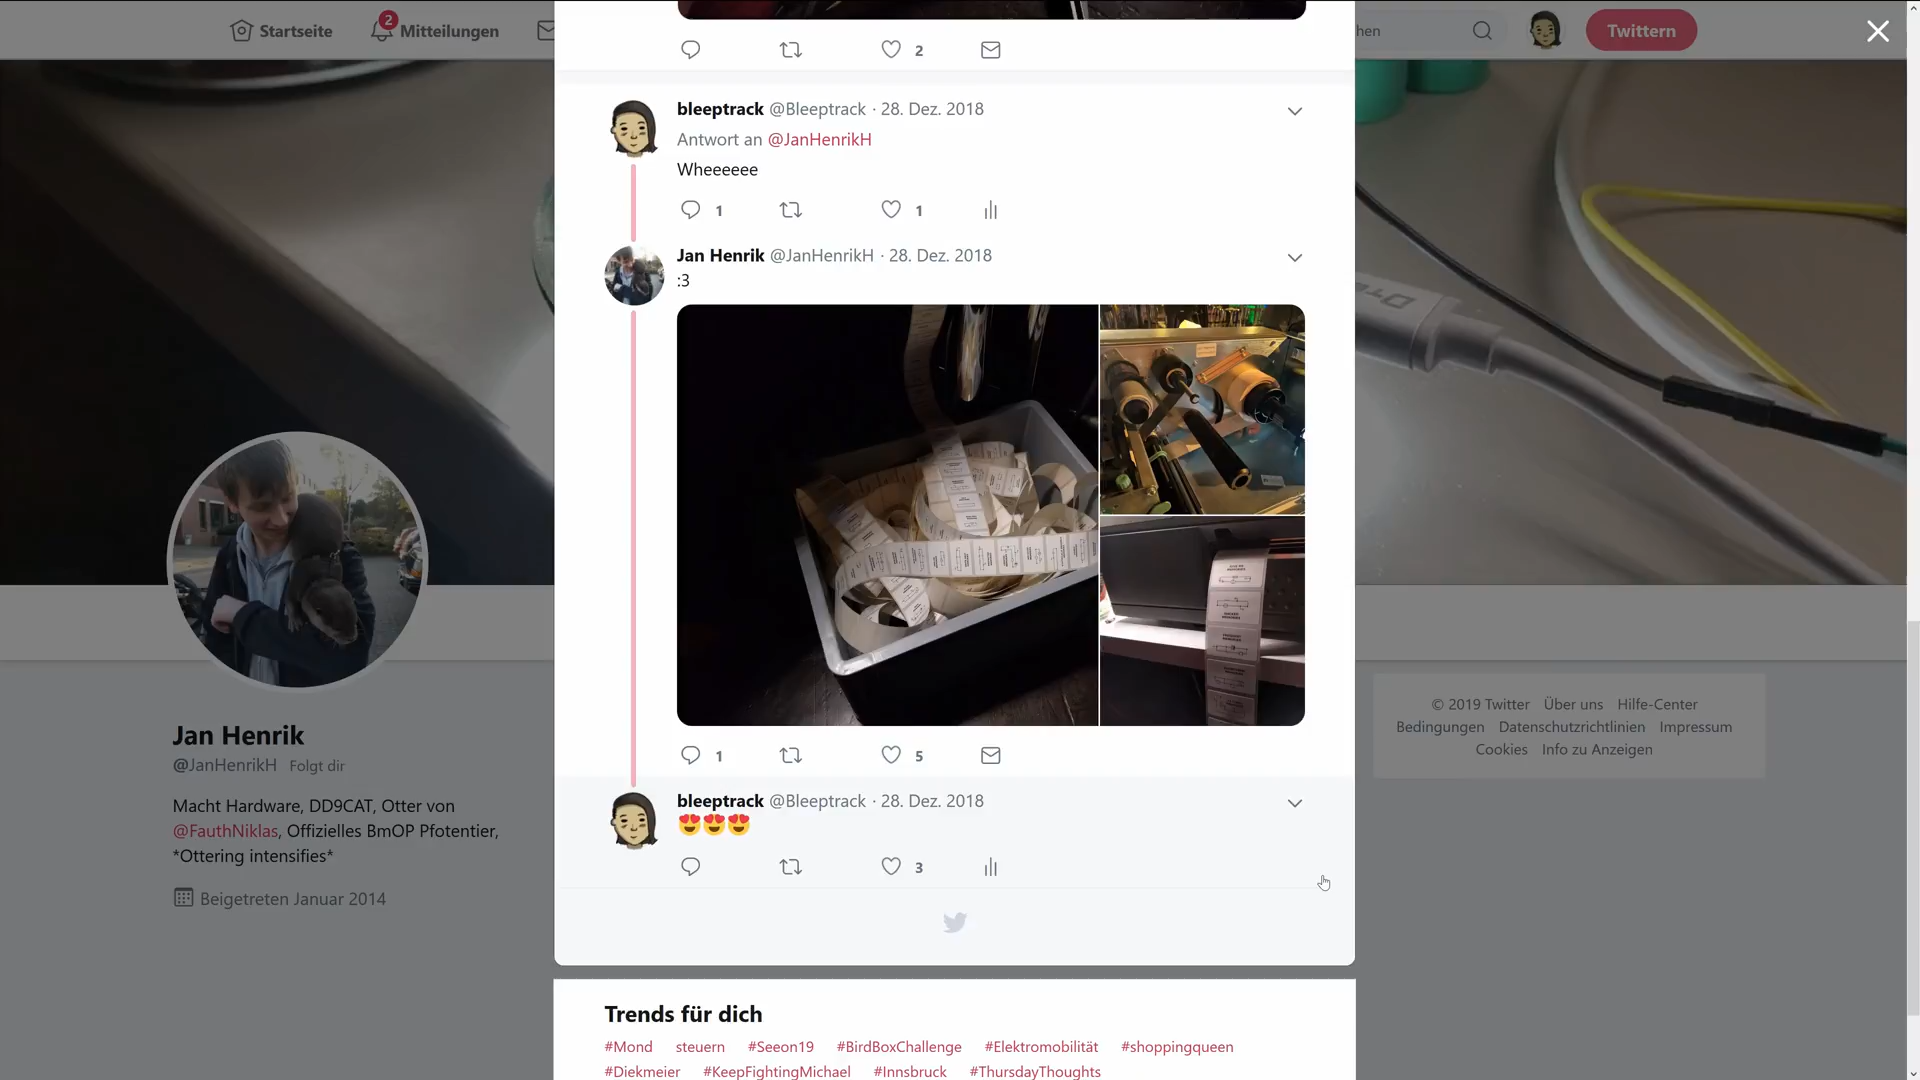 Startseite
2
Mitteilungen
hen
Twittern
2
bleeptrack @Bleeptrack · 28. Dez. 2018
Antwort an @JanHenrikH
Wheeeeee
1 1
Jan Henrik @JanHenrikH · 28. Dez. 2018
:3
1 5
bleeptrack @Bleeptrack · 28. Dez. 2018
😍😍😍
3
Jan Henrik
@JanHenrikH Folgt dir
Macht Hardware, DD9CAT, Otter von
@FauthNiklas, Offizielles BmOP Pfotentier,
*Ottering intensifies*
Beigetreten Januar 2014
© 2019 Twitter Über uns Hilfe-Center
Bedingungen Datenschutzrichtlinien Impressum
Cookies Info zu Anzeigen
Trends für dich
#Mond steuern #Seeon19 #BirdBoxChallenge #Elektromobilität #shoppingqueen
#Diekmeier #KeepFightingMichael #Innsbruck #ThursdayThoughts